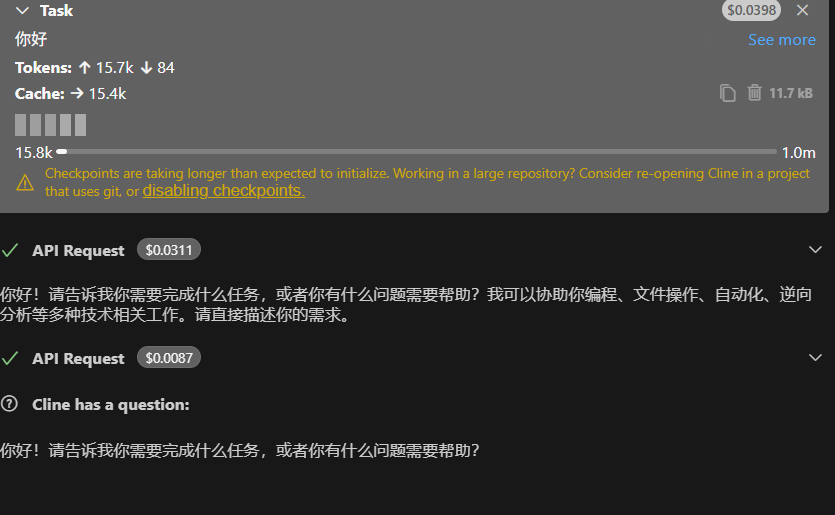 Task $0.0398
你好 See more
Tokens: ↑ 15.7k ↓ 84
Cache: → 15.4k 11.7 kB
15.8k 1.0m
Checkpoints are taking longer than expected to initialize. Working in a large repository? Consider re-opening Cline in a project
that uses git, or disabling checkpoints.
API Request $0.0311
你好！请告诉我你需要完成什么任务，或者你有什么问题需要帮助？我可以协助你编程、文件操作、自动化、逆向
分析等多种技术相关工作。请直接描述你的需求。
API Request $0.0087
Cline has a question:
你好！请告诉我你需要完成什么任务，或者你有什么问题需要帮助？